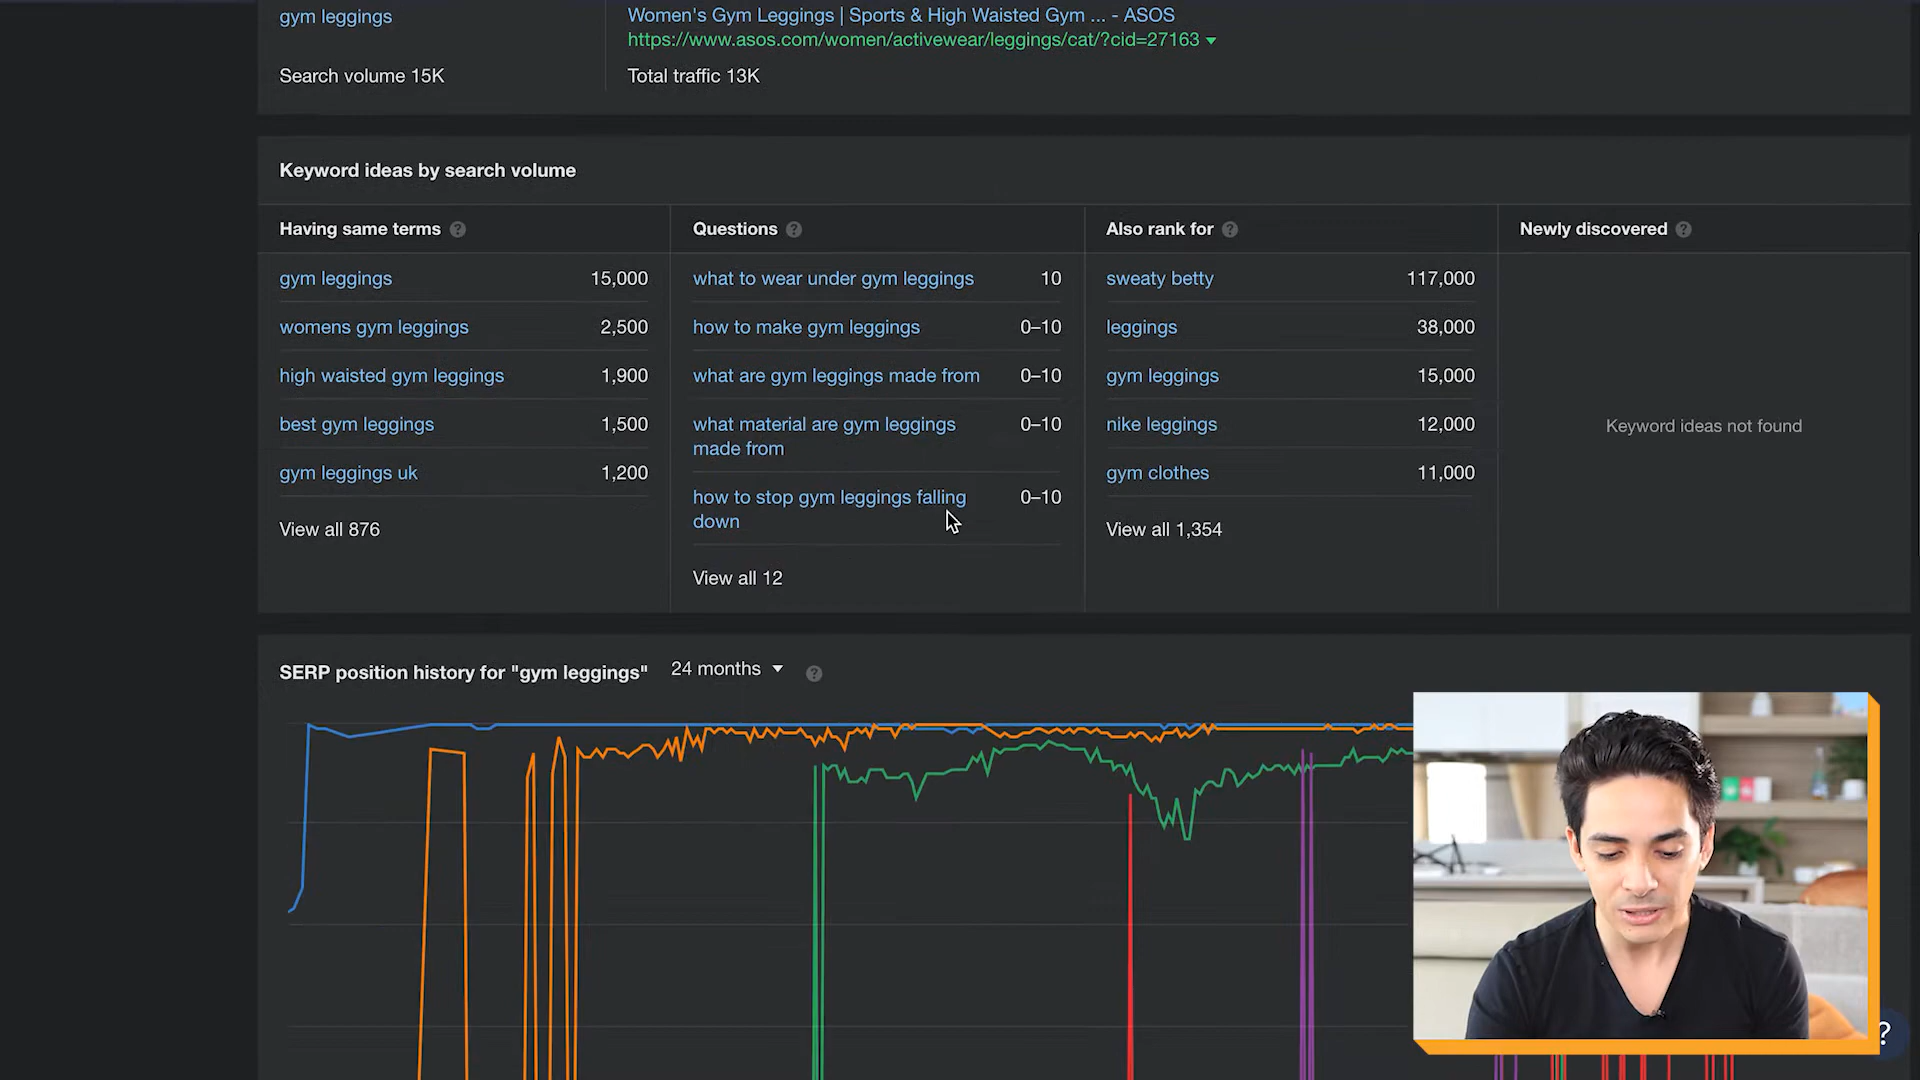 gym leggings
Search volume 15K
Women's Gym Leggings | Sports & High Waisted Gym ... - ASOS
https://www.asos.com/women/activewear/leggings/cat/?cid=27163
Total traffic 13K
Keyword ideas by search volume
Having same terms ?
gym leggings 15,000
womens gym leggings 2,500
high waisted gym leggings 1,900
best gym leggings 1,500
gym leggings uk 1,200
View all 876
Questions ?
what to wear under gym leggings 10
how to make gym leggings 0–10
what are gym leggings made from 0–10
what material are gym leggings 0–10
made from
how to stop gym leggings falling 0–10
down
View all 12
Also rank for ?
sweaty betty 117,000
leggings 38,000
gym leggings 15,000
nike leggings 12,000
gym clothes 11,000
View all 1,354
Newly discovered ?
Keyword ideas not found
SERP position history for "gym leggings" 24 months ?
?